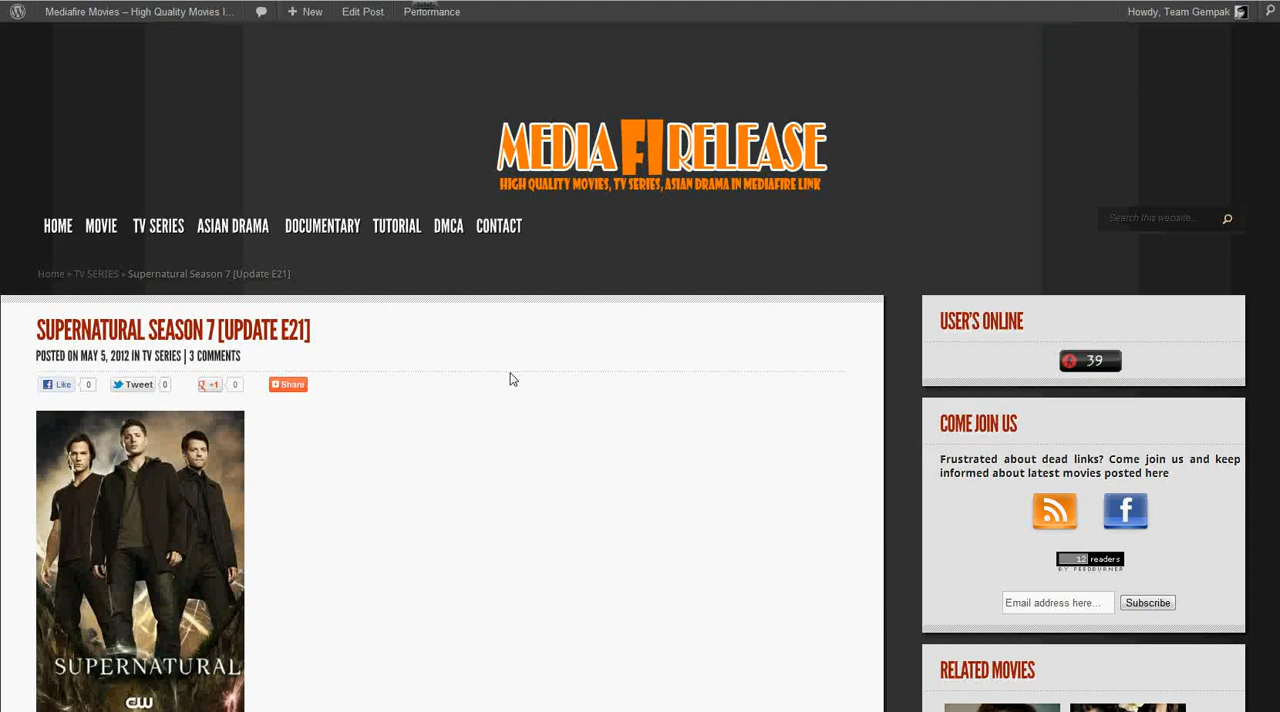 Mediafire Movies – High Quality Movies I... New Edit Post Performance Howdy, Team Gempak
MEDIA FI RELEASE
HIGH QUALITY MOVIES, TV SERIES, ASIAN DRAMA IN MEDIAFIRE LINK
HOME MOVIE TV SERIES ASIAN DRAMA DOCUMENTARY TUTORIAL DMCA CONTACT
Search this website...
Home » TV SERIES » Supernatural Season 7 [Update E21]
SUPERNATURAL SEASON 7 [UPDATE E21]
POSTED ON MAY 5, 2012 IN TV SERIES | 3 COMMENTS
Like 0 Tweet 0 +1 0 Share
SUPERNATURAL
CW
USER'S ONLINE
39
COME JOIN US
Frustrated about dead links? Come join us and keep
informed about latest movies posted here
12 readers
BY FEEDBURNER
Email address here... Subscribe
RELATED MOVIES